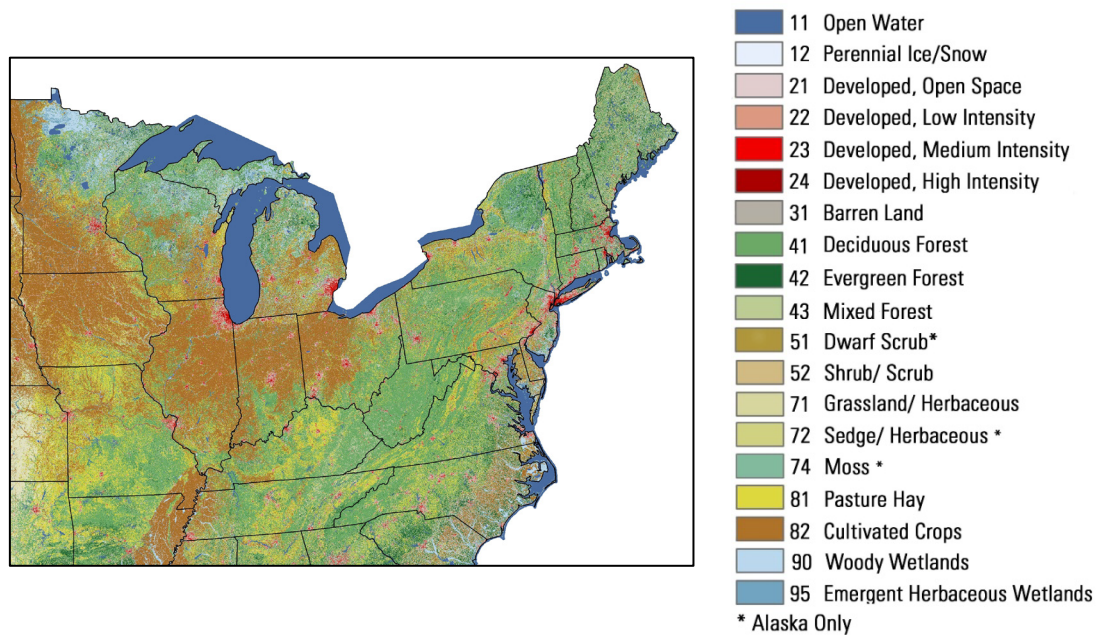 11 Open Water
12 Perennial Ice/Snow
21 Developed, Open Space
22 Developed, Low Intensity
23 Developed, Medium Intensity
24 Developed, High Intensity
31 Barren Land
41 Deciduous Forest
42 Evergreen Forest
43 Mixed Forest
51 Dwarf Scrub*
52 Shrub/ Scrub
71 Grassland/ Herbaceous
72 Sedge/ Herbaceous *
74 Moss *
81 Pasture Hay
82 Cultivated Crops
90 Woody Wetlands
95 Emergent Herbaceous Wetlands
* Alaska Only